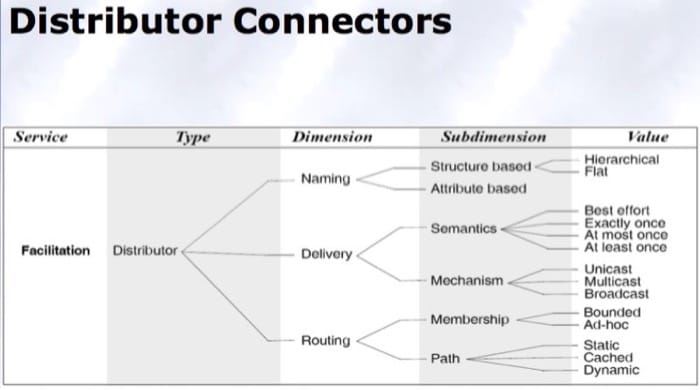 Distributor Connectors
Service Type Dimension Subdimension Value
Structure based
Hierarchical
Flat
Naming
Attribute based
Semantics
Best effort
Exactly once
At most once
At least once
Facilitation Distributor Delivery
Mechanism
Unicast
Multicast
Broadcast
Membership
Bounded
Ad-hoc
Routing
Path
Static
Cached
Dynamic